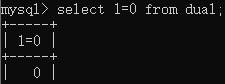 mysql> select 1=0 from dual;
+-----+
| 1=0 |
+-----+
|   0 |